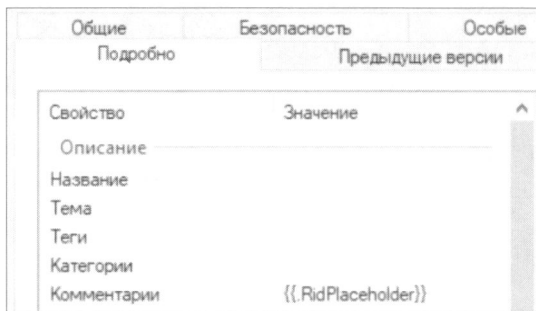 Общие Безопасность Особые
Подробно Предыдущие версии
Свойство Значение
Описание
Название
Тема
Теги
Категории
Комментарии {{.RidPlaceholder}}